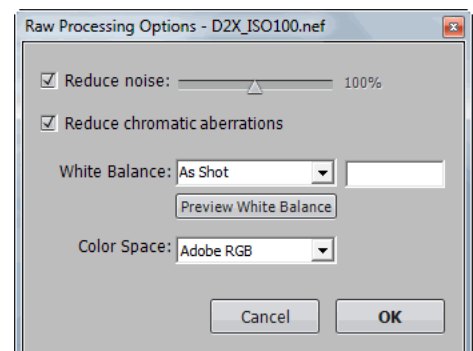 Raw Processing Options - D2X_ISO100.nef
Reduce noise: 100%
Reduce chromatic aberrations
White Balance: As Shot
Preview White Balance
Color Space: Adobe RGB
Cancel OK